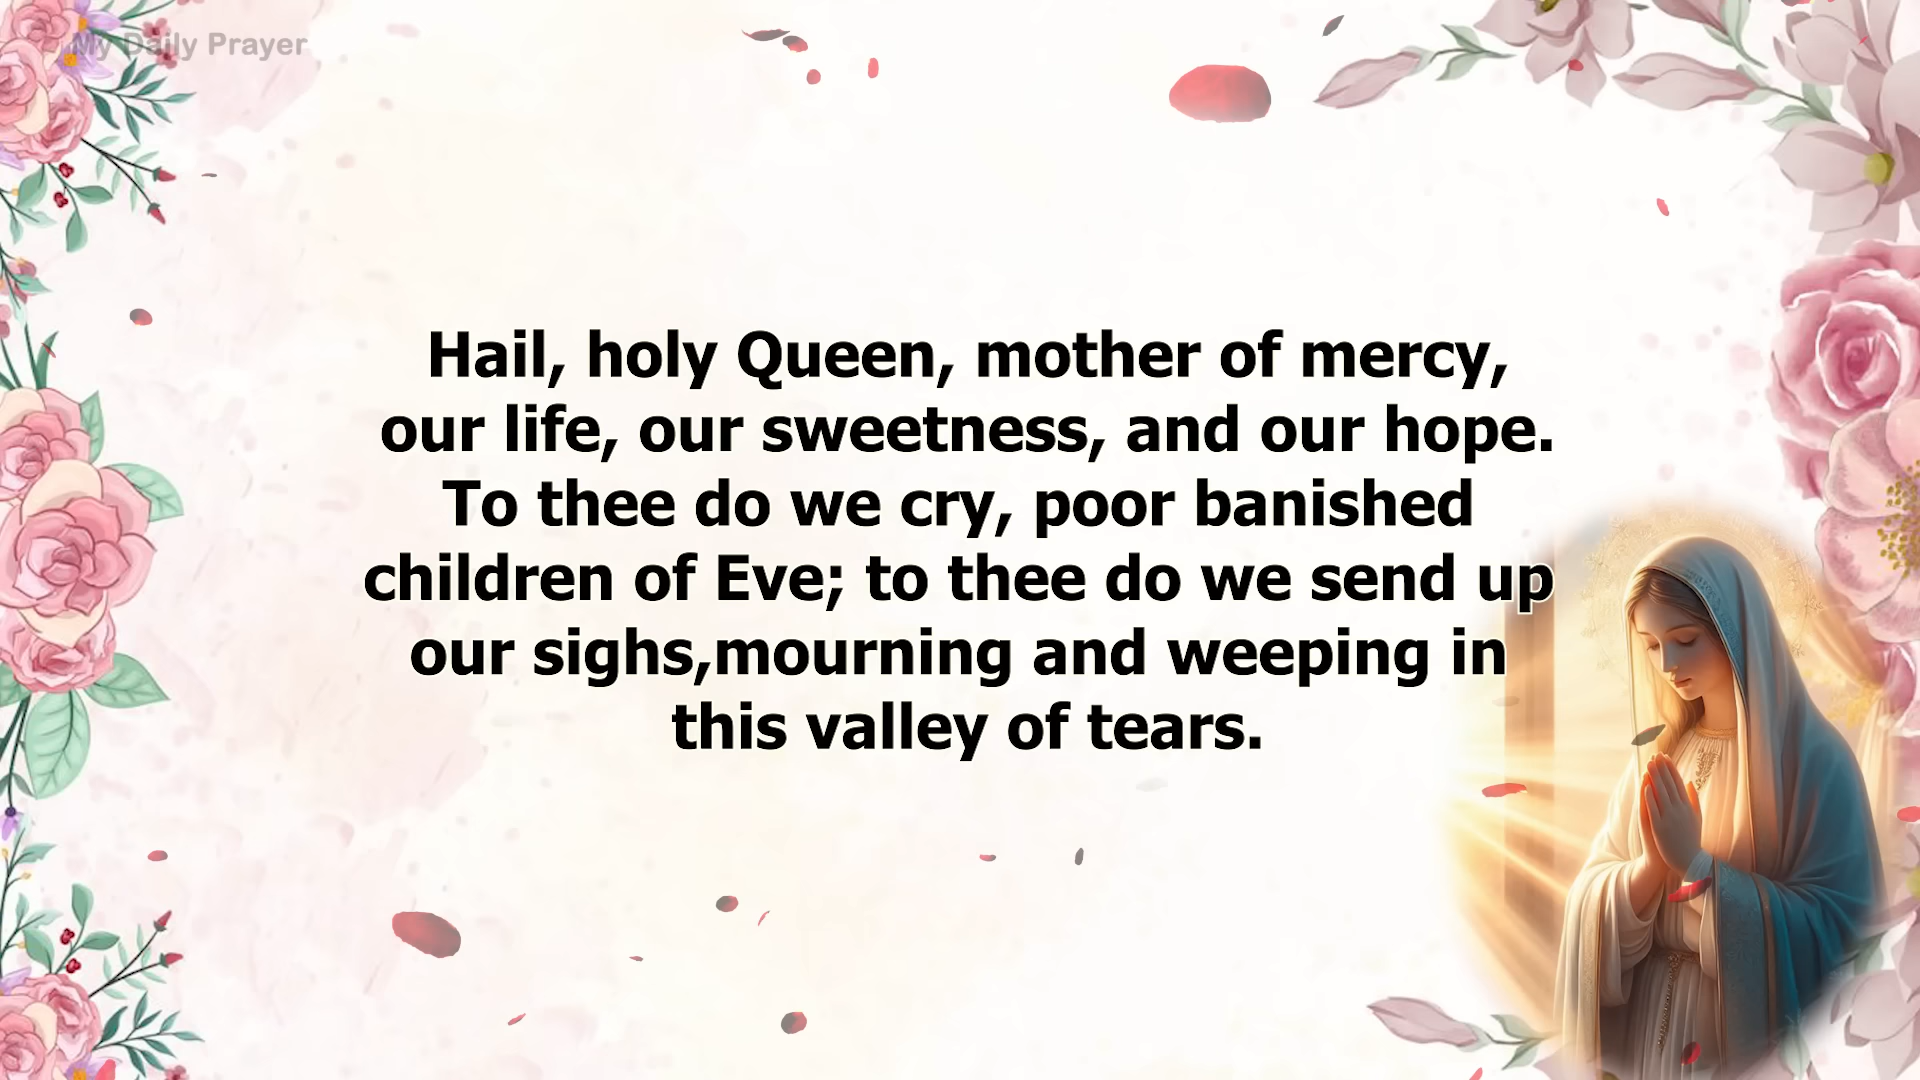 My Daily Prayer
Hail, holy Queen, mother of mercy,
our life, our sweetness, and our hope.
To thee do we cry, poor banished
children of Eve; to thee do we send up
our sighs,mourning and weeping in
this valley of tears.